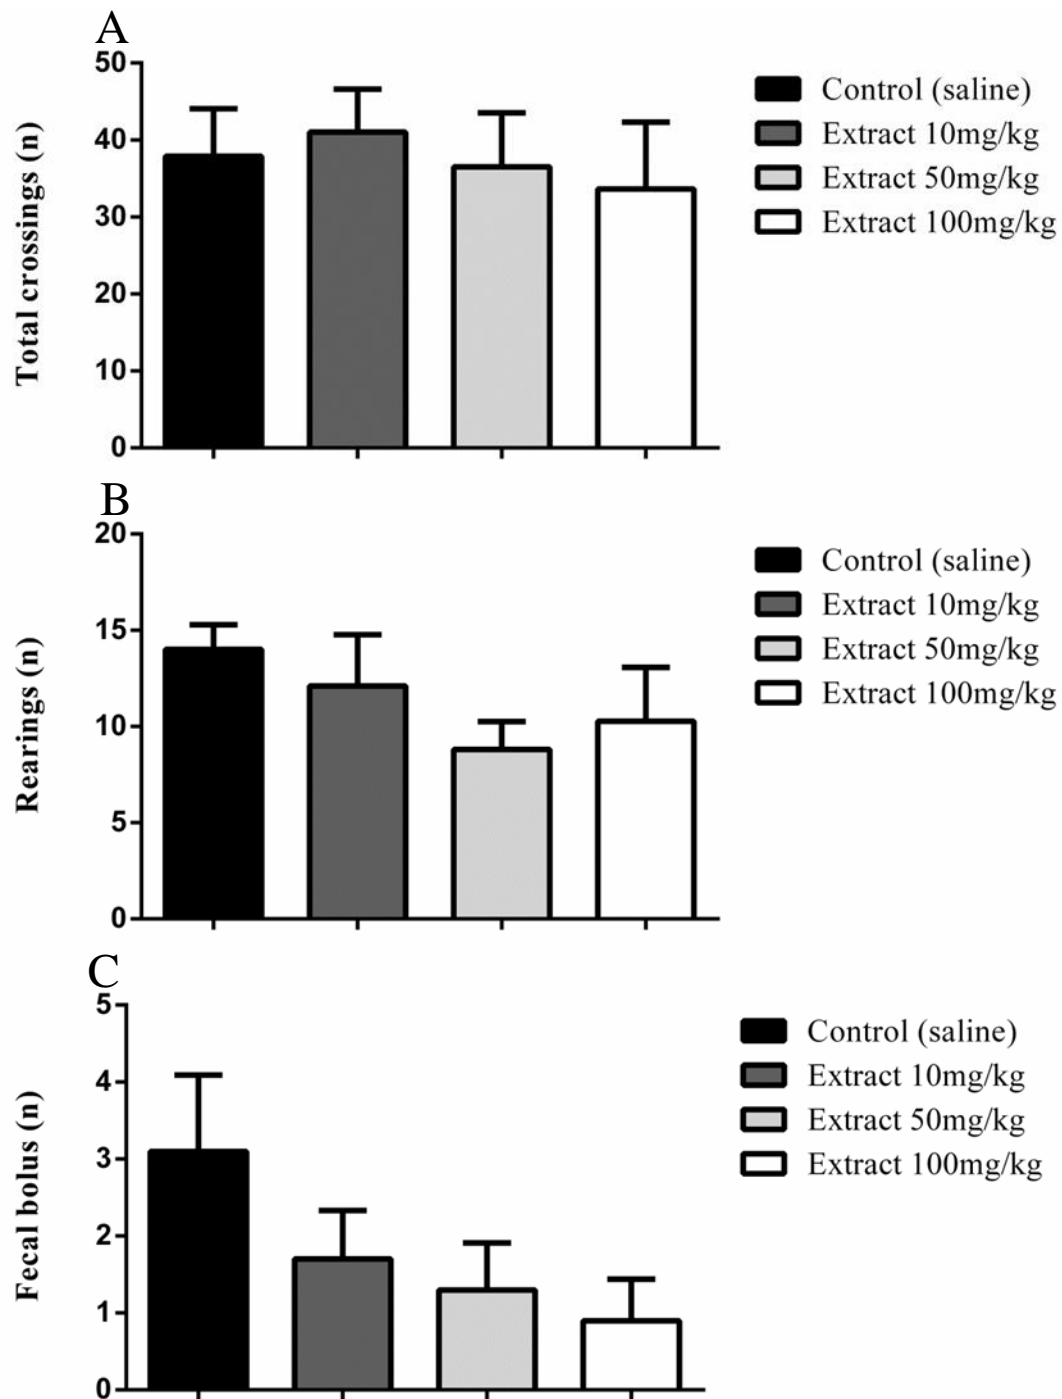 A
50
40
30
20
10
0
Total crossings (n)
Control (saline)
Extract 10mg/kg
Extract 50mg/kg
Extract 100mg/kg
B
20
15
10
5
0
Rearings (n)
Control (saline)
Extract 10mg/kg
Extract 50mg/kg
Extract 100mg/kg
C
5
4
3
2
1
0
Fecal bolus (n)
Control (saline)
Extract 10mg/kg
Extract 50mg/kg
Extract 100mg/kg